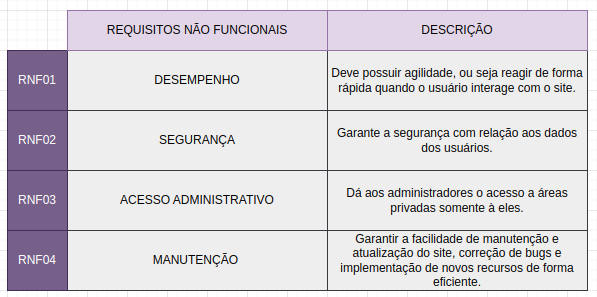 REQUISITOS NÃO FUNCIONAIS
DESCRIÇÃO
RNF01
DESEMPENHO
Deve possuir agilidade, ou seja reagir de forma
rápida quando o usuário interage com o site.
RNF02
SEGURANÇA
Garante a segurança com relação aos dados
dos usuários.
RNF03
ACESSO ADMINISTRATIVO
Dá aos administradores o acesso a áreas
privadas somente à eles.
RNF04
MANUTENÇÃO
Garantir a facilidade de manutenção e
atualização do site, correção de bugs e
implementação de novos recursos de forma
eficiente.